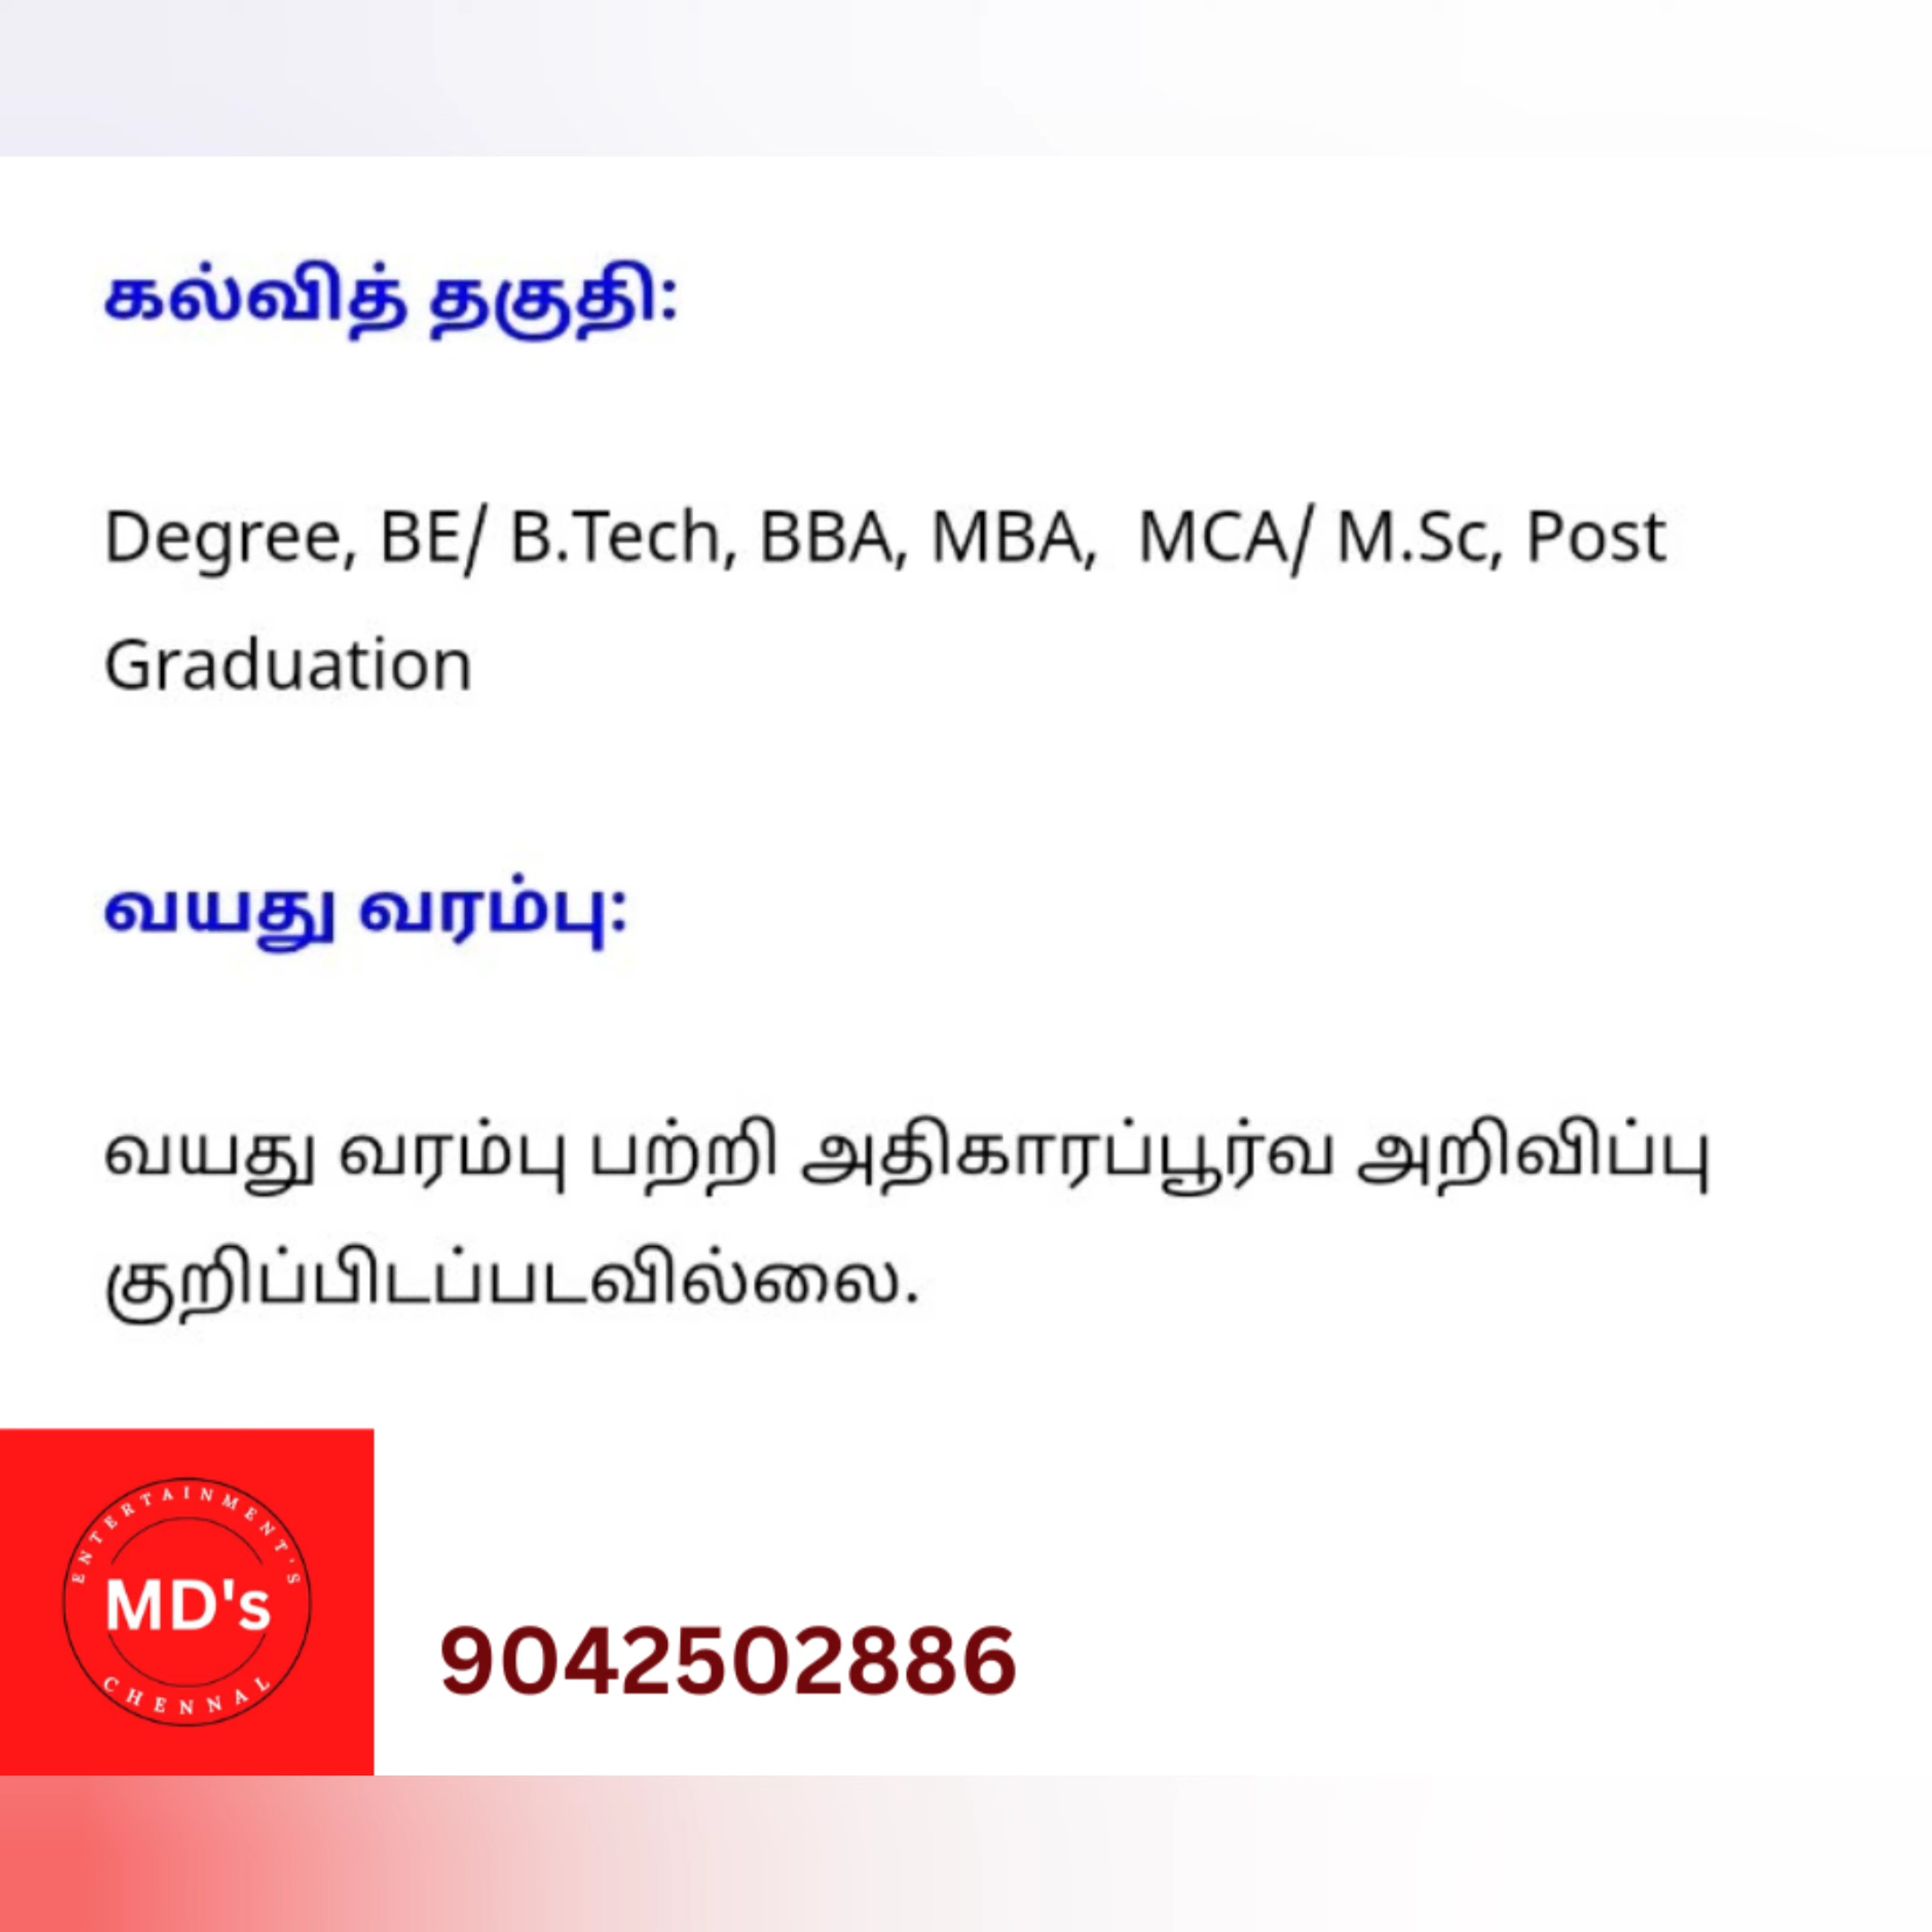 கல்வித் தகுதி:
Degree, BE/ B.Tech, BBA, MBA,  MCA/ M.Sc, Post
Graduation
வயது வரம்பு:
வயது வரம்பு பற்றி அதிகாரப்பூர்வ அறிவிப்பு
குறிப்பிடப்படவில்லை.
ENTERTAINMENT'S
MD's
CHENNAL
9042502886